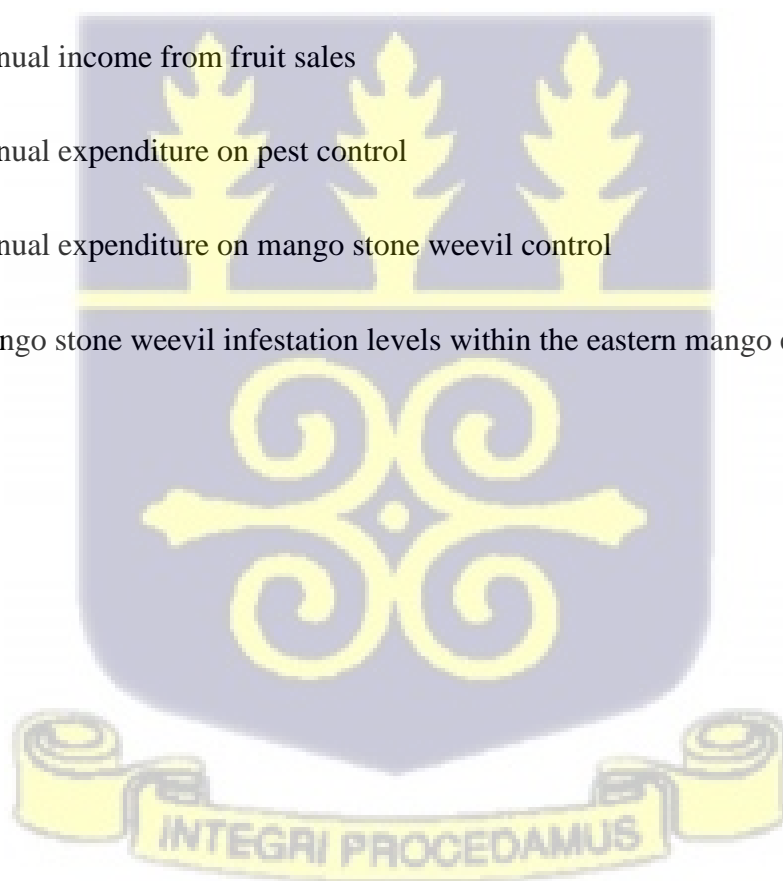 nual income from fruit sales
nual expenditure on pest control
nual expenditure on mango stone weevil control
ngo stone weevil infestation levels within the eastern mango
INTEGRI PROCEDAMUS